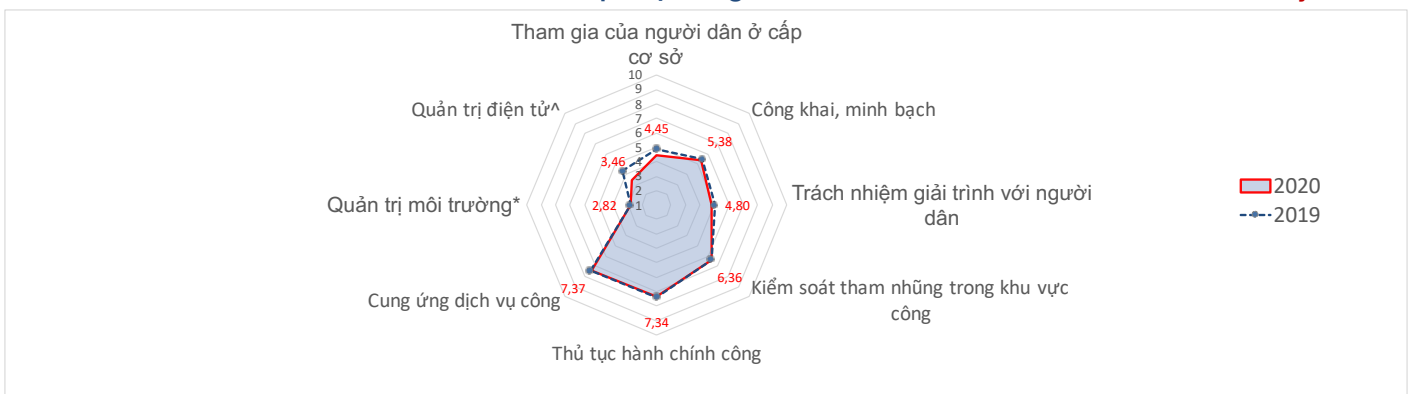 Tham gia của người dân ở cấp
cơ sở
10
9
8
7
6
5
4
3
2
1
4,45
Quản trị điện tử^
Công khai, minh bạch
5,38
3,46
Quản trị môi trường*
2,82
4,80
Trách nhiệm giải trình với người
dân
2020
2019
Kiểm soát tham nhũng trong khu vực
công
6,36
Cung ứng dịch vụ công
7,37
7,34
Thủ tục hành chính công